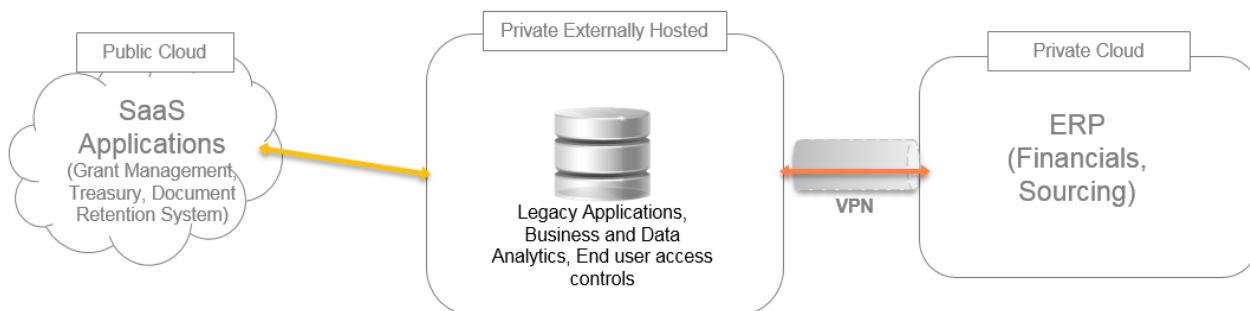 Public Cloud
SaaS
Applications
(Grant Management,
Treasury, Document
Retention System)
Private Externally Hosted
Legacy Applications,
Business and Data
Analytics, End user access
controls
VPN
Private Cloud
ERP
(Financials,
Sourcing)